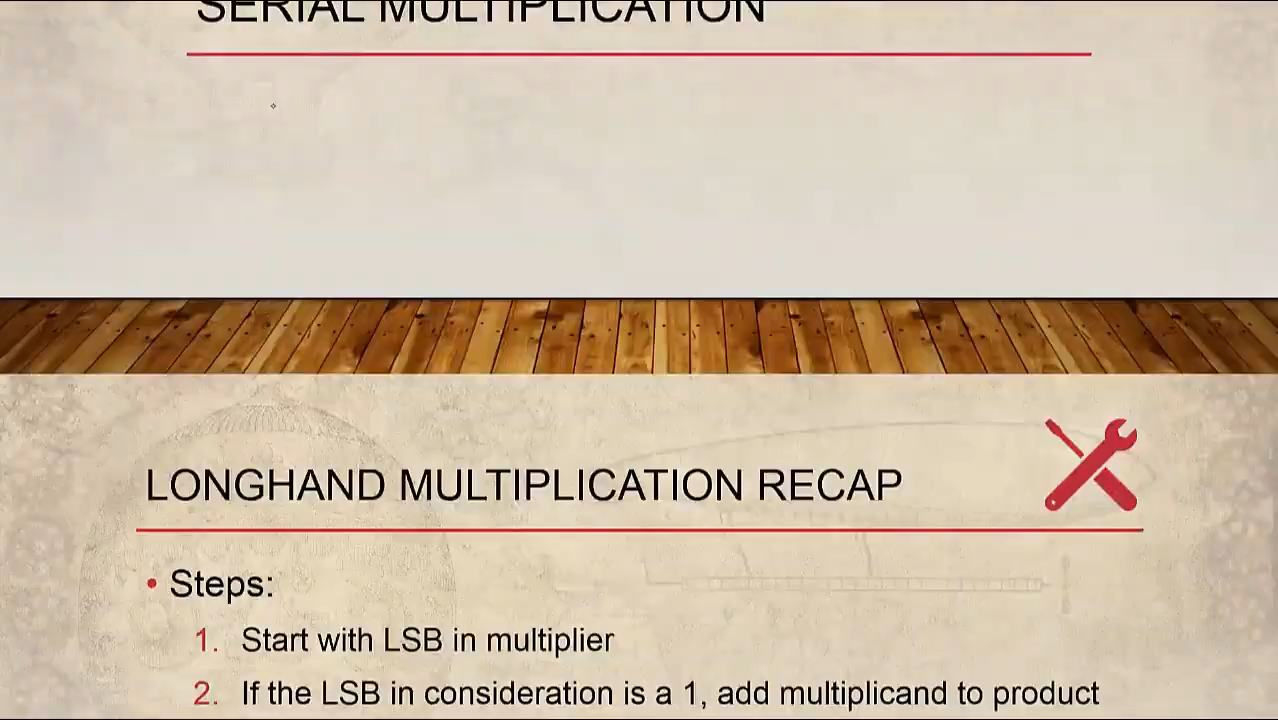 SERIAL MULTIPLICATION
LONGHAND MULTIPLICATION RECAP
• Steps:
1. Start with LSB in multiplier
2. If the LSB in consideration is a 1, add multiplicand to product